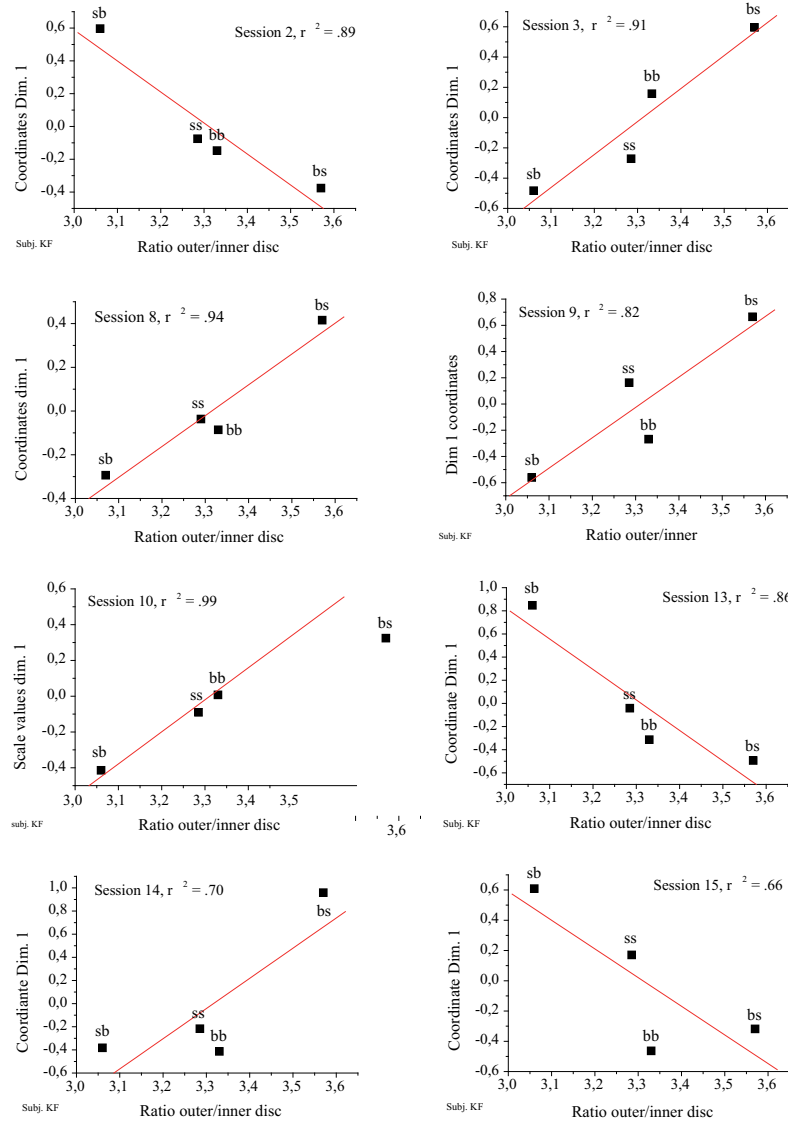 Session 2, r 2 = .89
sb
ss
bb
bs
0,6
0,4
0,2
0,0
-0,2
-0,4
Coordinates Dim. 1
3,0 3,1 3,2 3,3 3,4 3,5 3,6
Ratio outer/inner disc
Subj. KF
Session 3, r 2 = .91
bs
bb
ss
sb
0,6
0,4
0,2
0,0
-0,2
-0,4
-0,6
Coordinates Dim. 1
3,0 3,1 3,2 3,3 3,4 3,5 3,6
Ratio outer/inner disc
Subj. KF
Session 8, r 2 = .94
bs
ss
bb
sb
0,4
0,2
0,0
-0,2
-0,4
Coordinates dim. 1
3,0 3,1 3,2 3,3 3,4 3,5 3,6
Ration outer/inner disc
Subj. KF
Session 9, r 2 = .82
bs
ss
bb
sb
0,8
0,6
0,4
0,2
0,0
-0,2
-0,4
-0,6
Dim 1 coordinates
3,0 3,1 3,2 3,3 3,4 3,5 3,6
Ratio outer/inner
Subj. KF
Session 10, r 2 = .99
bs
bb
ss
sb
0,6
0,4
0,2
0,0
-0,2
-0,4
Scale values dim. 1
3,0 3,1 3,2 3,3 3,4 3,5
3,6
Ratio outer/inner disc
subj. KF
Session 13, r 2 = .86
sb
ss
bb
bs
1,0
0,8
0,6
0,4
0,2
0,0
-0,2
-0,4
-0,6
Coordinate Dim. 1
3,0 3,1 3,2 3,3 3,4 3,5 3,6
Ratio outer/inner disc
Subj. KF
Session 14, r 2 = .70
bs
ss
bb
sb
1,0
0,8
0,6
0,4
0,2
0,0
-0,2
-0,4
-0,6
Coordiante Dim. 1
3,0 3,1 3,2 3,3 3,4 3,5 3,6
Ratio outer/inner disc
Subj. KF
Session 15, r 2 = .66
sb
ss
bs
bb
0,6
0,4
0,2
0,0
-0,2
-0,4
-0,6
Coordinate Dim. 1
3,0 3,1 3,2 3,3 3,4 3,5 3,6
Ratio outer/inner disc
Subj. KF